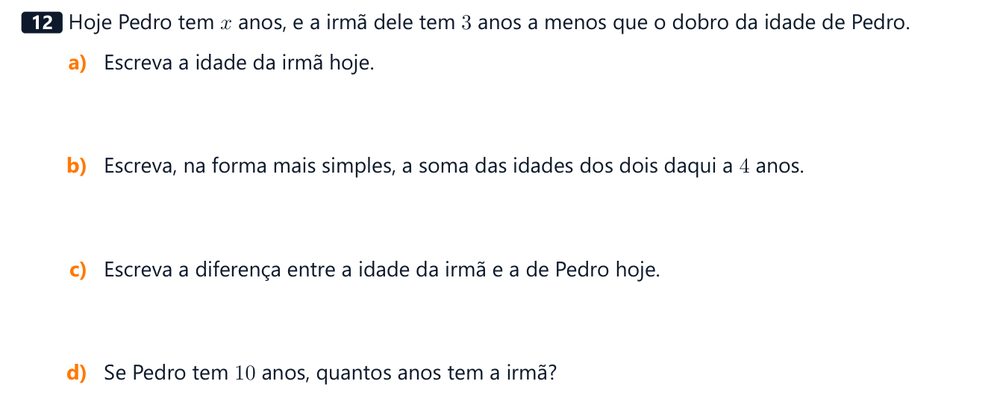 12 Hoje Pedro tem x anos, e a irmã dele tem 3 anos a menos que o dobro da idade de Pedro.
a) Escreva a idade da irmã hoje.
b) Escreva, na forma mais simples, a soma das idades dos dois daqui a 4 anos.
c) Escreva a diferença entre a idade da irmã e a de Pedro hoje.
d) Se Pedro tem 10 anos, quantos anos tem a irmã?